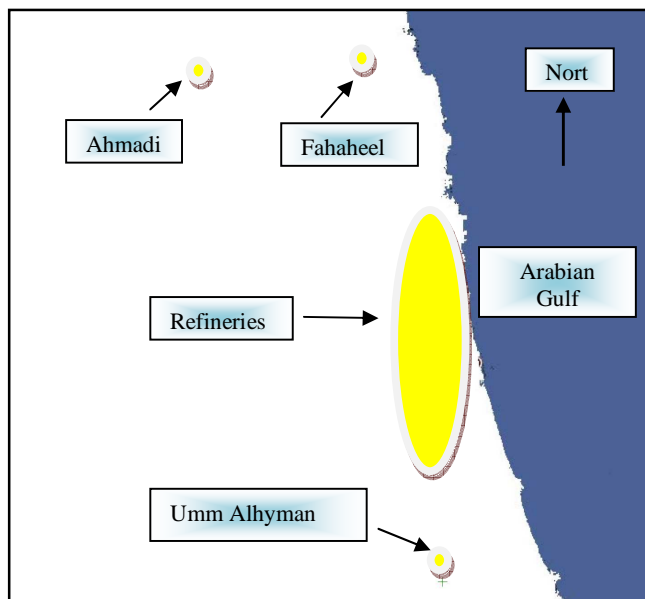 Nort
Ahmadi
Fahaheel
Arabian
Gulf
Refineries
Umm Alhyman